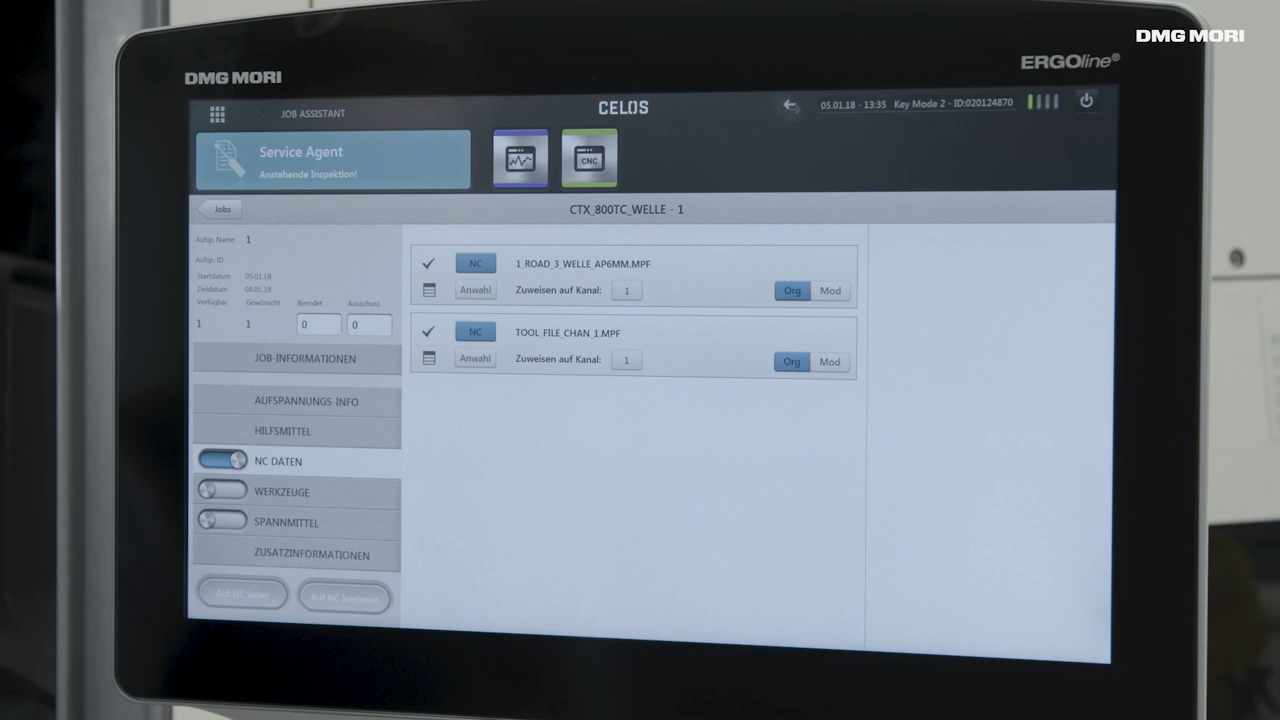 DMG MORI
ERGOline®
DMG MORI
JOB ASSISTANT
CELOS
05.01.18 - 13:35 Key Mode 2 - ID:020124870
Service Agent
Anstehende Inspektion!
CNC
Jobs
CTX_800TC_WELLE - 1
Aufsp. Name 1
Aufsp.-ID
Startdatum 05.01.18
Zieldatum 08.01.18
Verfügbar Gewünscht Beendet Ausschuss
1 1 0 0
JOB-INFORMATIONEN
AUFSPANNUNGS-INFO
HILFSMITTEL
NC DATEN
WERKZEUGE
SPANNMITTEL
ZUSATZINFORMATIONEN
Auf NC laden Auf NC kopieren
NC 1_ROAD_3_WELLE_AP6MM.MPF
Anwahl Zuweisen auf Kanal: 1 Org Mod
NC TOOL_FILE_CHAN_1.MPF
Anwahl Zuweisen auf Kanal: 1 Org Mod